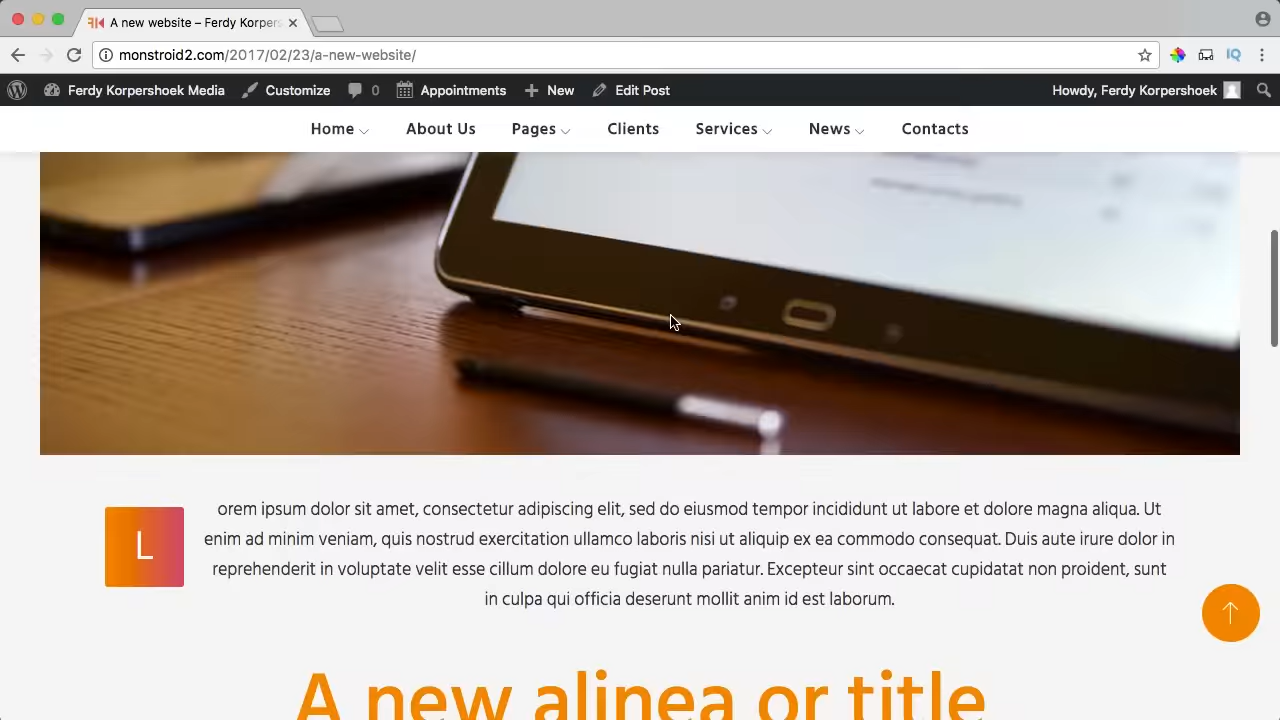 A new website – Ferdy Korpers
monstroid2.com/2017/02/23/a-new-website/
Ferdy Korpershoek Media Customize 0 Appointments New Edit Post Howdy, Ferdy Korpershoek
Home About Us Pages Clients Services News Contacts
L
orem ipsum dolor sit amet, consectetur adipiscing elit, sed do eiusmod tempor incididunt ut labore et dolore magna aliqua. Ut
enim ad minim veniam, quis nostrud exercitation ullamco laboris nisi ut aliquip ex ea commodo consequat. Duis aute irure dolor in
reprehenderit in voluptate velit esse cillum dolore eu fugiat nulla pariatur. Excepteur sint occaecat cupidatat non proident, sunt
in culpa qui officia deserunt mollit anim id est laborum.
A new alinea or title